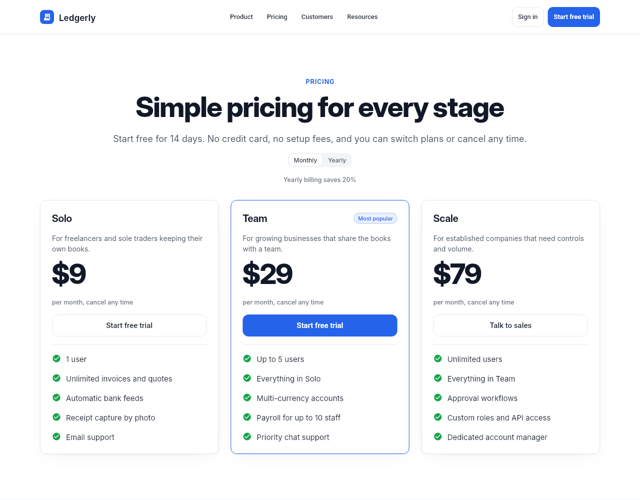 Ledgerly
Product Pricing Customers Resources
Sign in
Start free trial
PRICING
Simple pricing for every stage
Start free for 14 days. No credit card, no setup fees, and you can switch plans or cancel any time.
Monthly Yearly
Yearly billing saves 20%
Solo
For freelancers and sole traders keeping their
own books.
$9
per month, cancel any time
Start free trial
1 user
Unlimited invoices and quotes
Automatic bank feeds
Receipt capture by photo
Email support
Team
Most popular
For growing businesses that share the books
with a team.
$29
per month, cancel any time
Start free trial
Up to 5 users
Everything in Solo
Multi-currency accounts
Payroll for up to 10 staff
Priority chat support
Scale
For established companies that need controls
and volume.
$79
per month, cancel any time
Talk to sales
Unlimited users
Everything in Team
Approval workflows
Custom roles and API access
Dedicated account manager